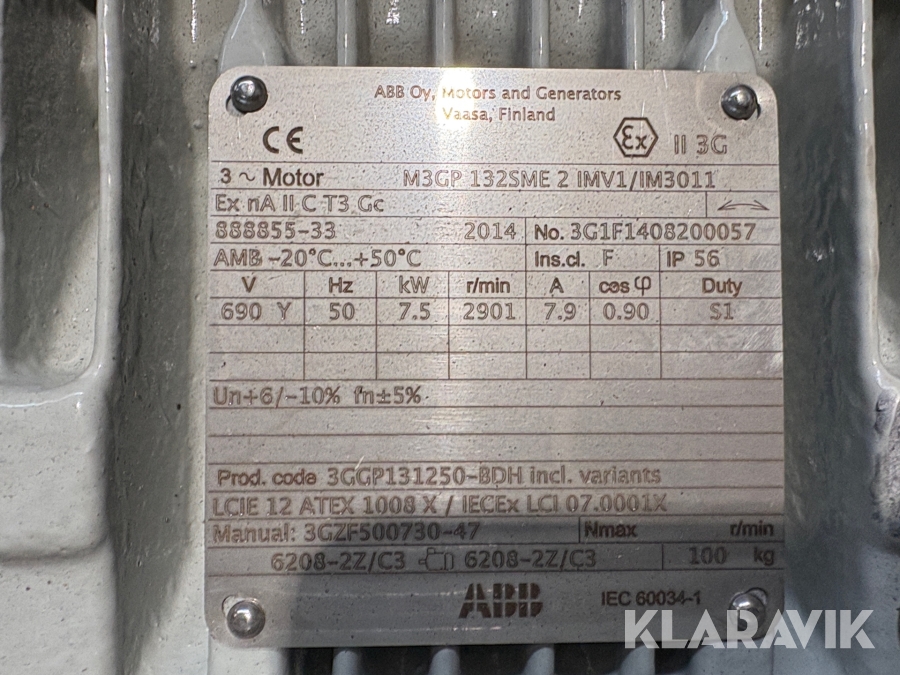 ABB Oy, Motors and Generators
Vaasa, Finland
CE Ex II 3G
3 ~ Motor M3GP 132SME 2 IMV1/IM3011
Ex nA II C T3 Gc
888855-33 2014 No. 3G1F1408200057
AMB -20°C...+50°C Ins.cl. F IP 56
V Hz kW r/min A cos φ Duty
690 Y 50 7.5 2901 7.9 0.90 S1
Un+6/-10% fn±5%
Prod. code 3GGP131250-BDH incl. variants
LCIE 12 ATEX 1008 X / IECEx LCI 07.0001X
Manual: 3GZF500730-47 Nmax r/min
6208-2Z/C3 6208-2Z/C3 100 kg
ABB IEC 60034-1
KLARAVIK